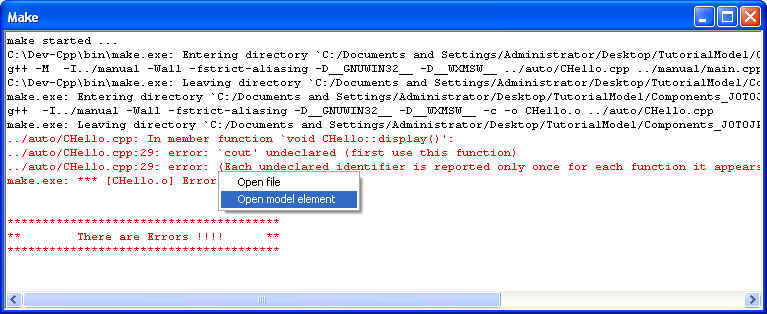 Make
make started ...
C:\Dev-Cpp\bin\make.exe: Entering directory `C:/Documents and Settings/Administrator/Desktop/TutorialModel/C
g++ -M  -I../manual -Wall -fstrict-aliasing -D__GNUWIN32__ -D__WXMSW__ ../auto/CHello.cpp ../manual/main.cpp
C:\Dev-Cpp\bin\make.exe: Leaving directory `C:/Documents and Settings/Administrator/Desktop/TutorialModel/Co
make.exe: Entering directory `C:/Documents and Settings/Administrator/Desktop/TutorialModel/Components_JOTOJ
g++  -I../manual -Wall -fstrict-aliasing -D__GNUWIN32__ -D__WXMSW__ -c -o CHello.o ../auto/CHello.cpp
make.exe: Leaving directory `C:/Documents and Settings/Administrator/Desktop/TutorialModel/Components_JOTOJP
../auto/CHello.cpp: In member function `void CHello::display()':
../auto/CHello.cpp:29: error: `cout' undeclared (first use this function)
../auto/CHello.cpp:29: error: (Each undeclared identifier is reported only once for each function it appears
make.exe: *** [CHello.o] Error
Open file
Open model element
***************************************
**        There are Errors !!!!       **
***************************************